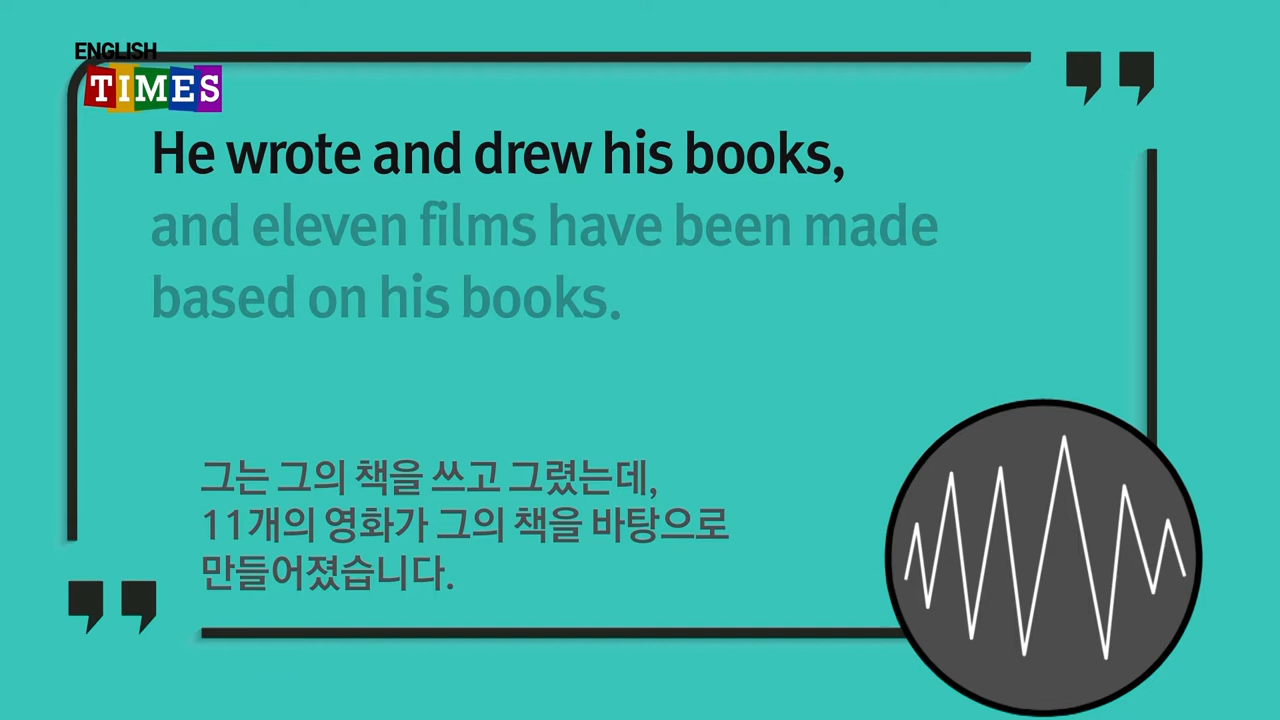 ENGLISH
TIMES
He wrote and drew his books,
and eleven films have been made
based on his books.
그는 그의 책을 쓰고 그렸는데,
11개의 영화가 그의 책을 바탕으로
만들어졌습니다.